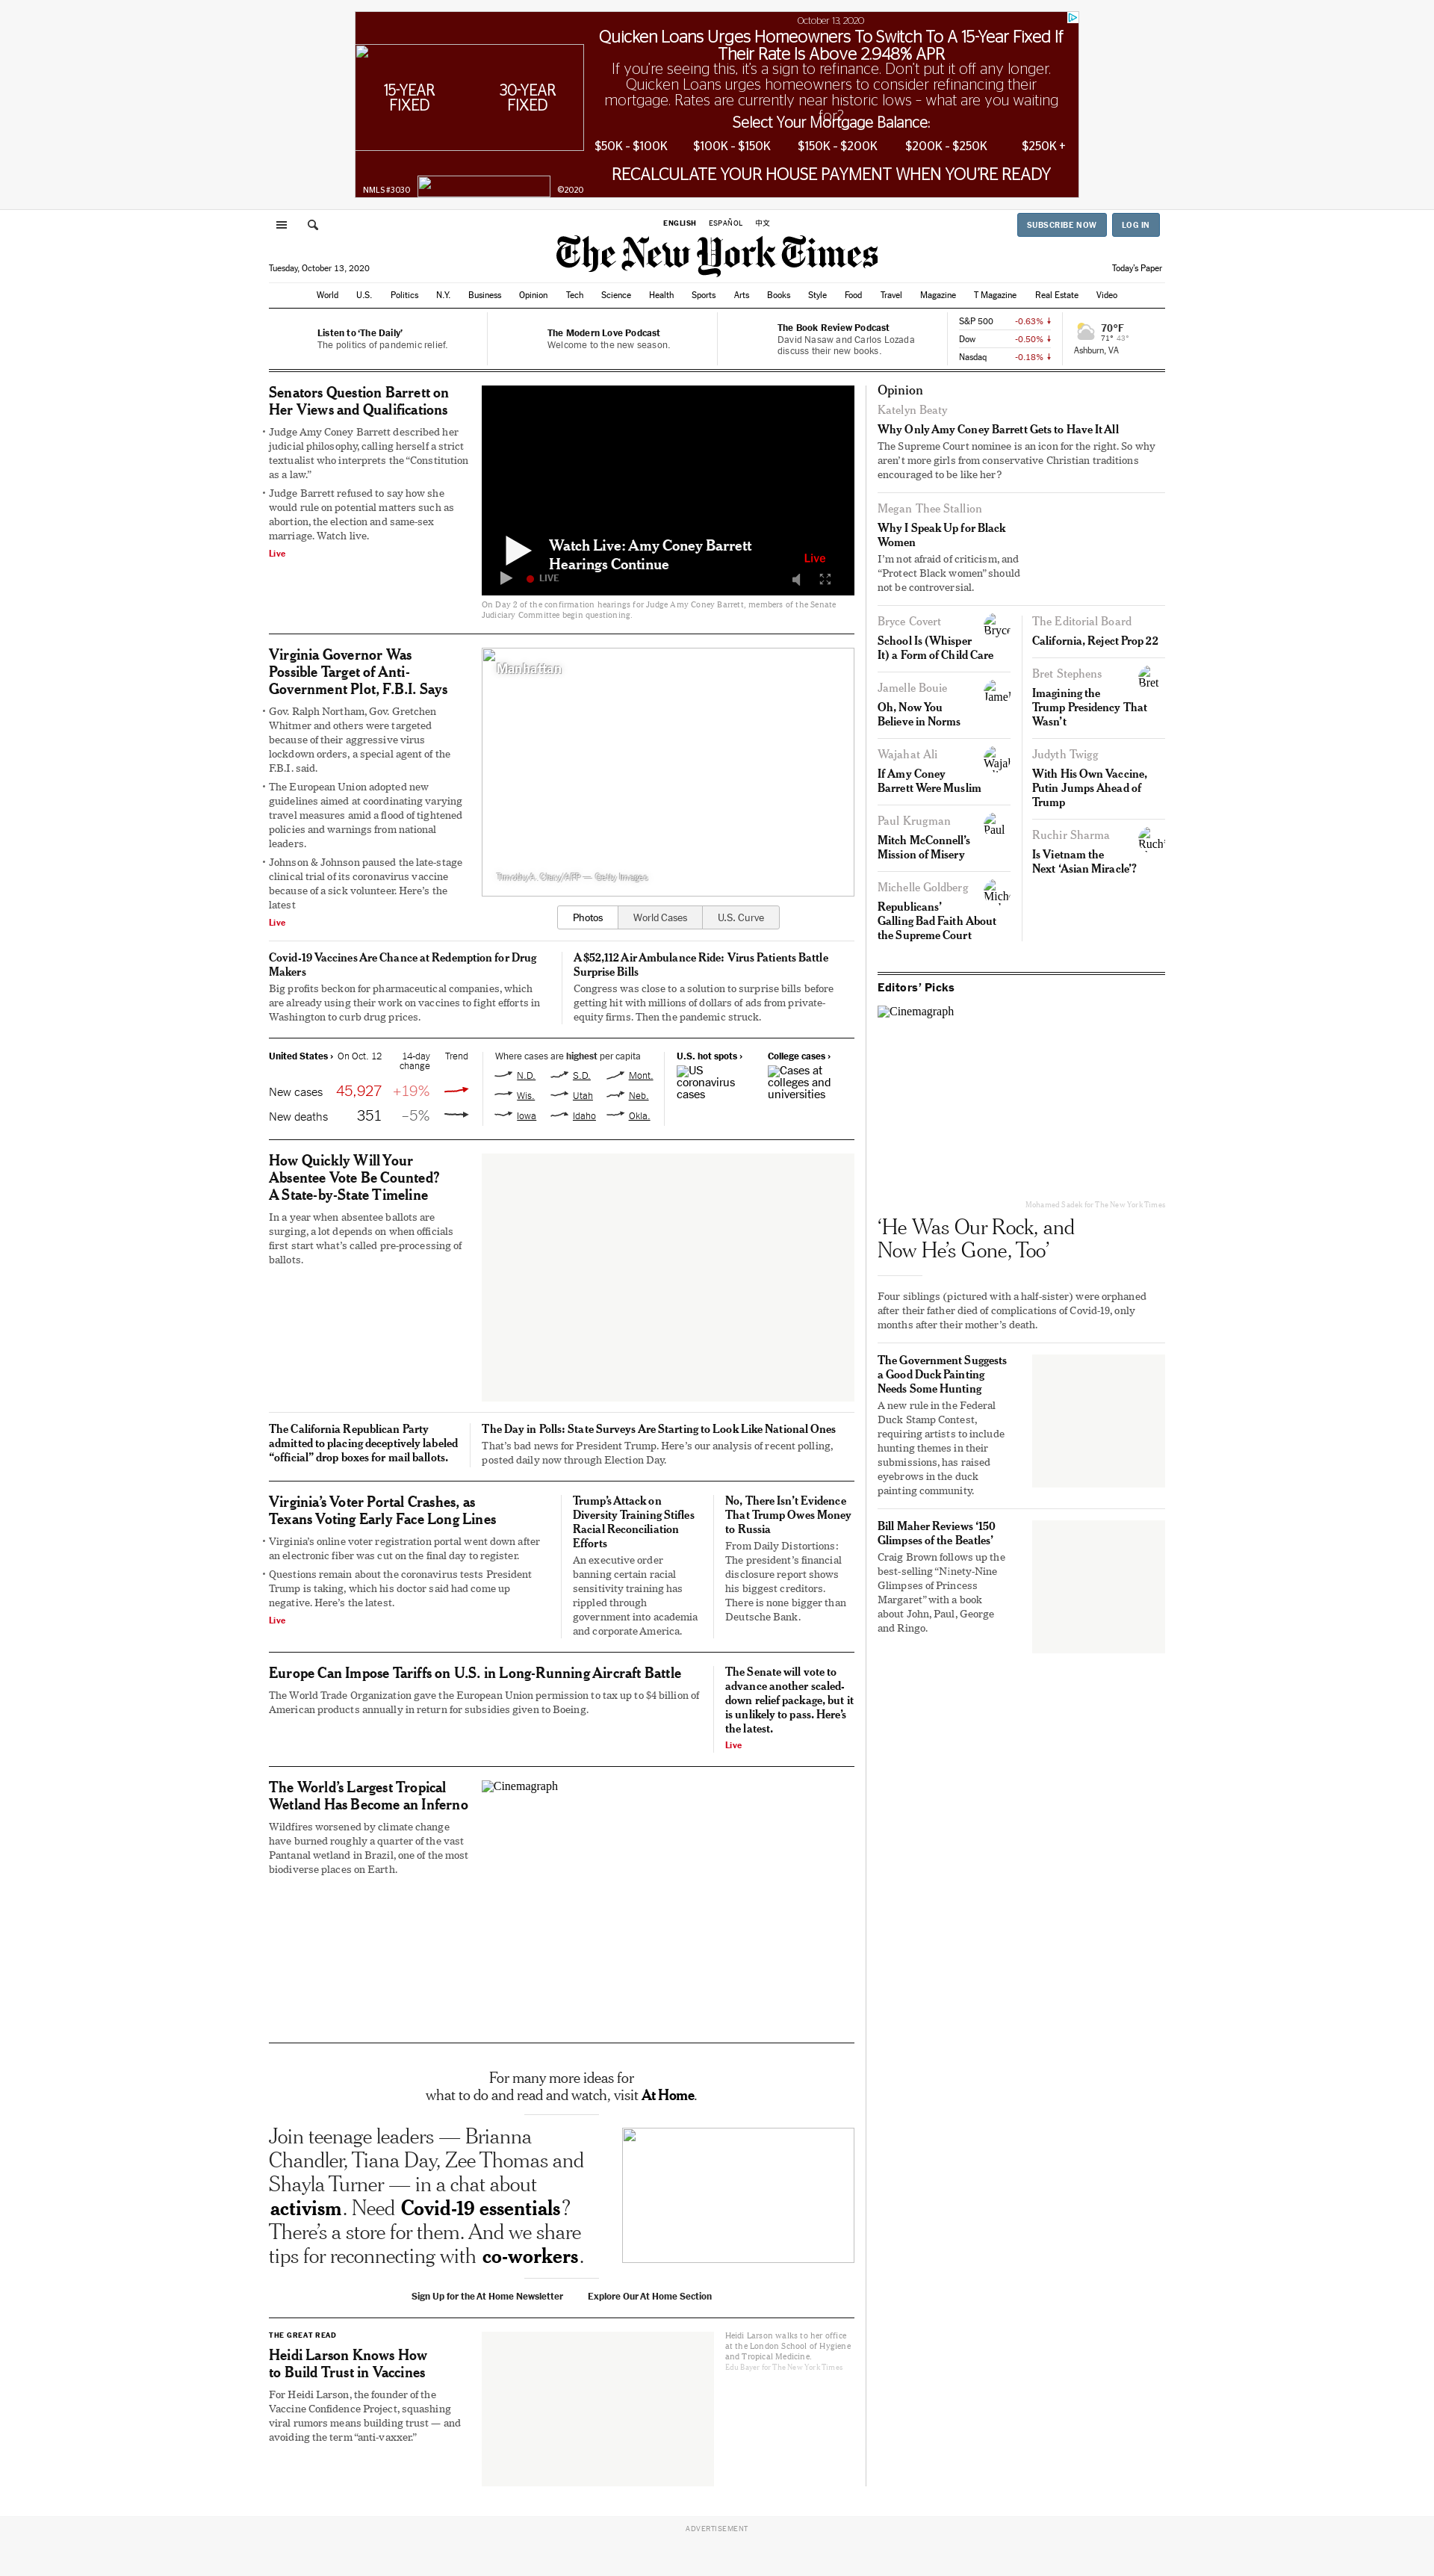 October 13, 2020
Quicken Loans Urges Homeowners To Switch To A 15-Year Fixed If
Their Rate Is Above 2.948% APR
If you're seeing this, it's a sign to refinance. Don't put it off any longer.
Quicken Loans urges homeowners to consider refinancing their
mortgage. Rates are currently near historic lows - what are you waiting
for?
15-YEAR
FIXED
30-YEAR
FIXED
Select Your Mortgage Balance:
$50K - $100K
$100K - $150K
$150K - $200K
$200K - $250K
$250K +
RECALCULATE YOUR HOUSE PAYMENT WHEN YOU'RE READY
NMLS #3030
©2020
ENGLISH
ESPAÑOL
中文
SUBSCRIBE NOW
LOG IN
The New York Times
Tuesday, October 13, 2020
Today's Paper
World U.S. Politics N.Y. Business Opinion Tech Science Health Sports Arts Books Style Food Travel Magazine T Magazine Real Estate Video
Listen to ‘The Daily’
The politics of pandemic relief.
The Modern Love Podcast
Welcome to the new season.
The Book Review Podcast
David Nasaw and Carlos Lozada
discuss their new books.
S&P 500 -0.63%
Dow -0.50%
Nasdaq -0.18%
70°F
71° 43°
Ashburn, VA
Senators Question Barrett on
Her Views and Qualifications
Judge Amy Coney Barrett described her
judicial philosophy, calling herself a strict
textualist who interprets the “Constitution
as a law.”
Judge Barrett refused to say how she
would rule on potential matters such as
abortion, the election and same-sex
marriage. Watch live.
Live
Watch Live: Amy Coney Barrett
Hearings Continue
Live
LIVE
On Day 2 of the confirmation hearings for Judge Amy Coney Barrett, members of the Senate
Judiciary Committee begin questioning.
Virginia Governor Was
Possible Target of Anti-
Government Plot, F.B.I. Says
Gov. Ralph Northam, Gov. Gretchen
Whitmer and others were targeted
because of their aggressive virus
lockdown orders, a special agent of the
F.B.I. said.
The European Union adopted new
guidelines aimed at coordinating varying
travel measures amid a flood of tightened
policies and warnings from national
leaders.
Johnson & Johnson paused the late-stage
clinical trial of its coronavirus vaccine
because of a sick volunteer. Here’s the
latest
Live
Manhattan
Timothy A. Clary/AFP — Getty Images
Photos
World Cases
U.S. Curve
Covid-19 Vaccines Are Chance at Redemption for Drug
Makers
Big profits beckon for pharmaceutical companies, which
are already using their work on vaccines to fight efforts in
Washington to curb drug prices.
A $52,112 Air Ambulance Ride: Virus Patients Battle
Surprise Bills
Congress was close to a solution to surprise bills before
getting hit with millions of dollars of ads from private-
equity firms. Then the pandemic struck.
United States › On Oct. 12 14-day
change Trend
New cases 45,927 +19%
New deaths 351 –5%
Where cases are highest per capita
N.D. S.D. Mont.
Wis. Utah Neb.
Iowa Idaho Okla.
U.S. hot spots ›
US
coronavirus
cases
College cases ›
Cases at
colleges and
universities
How Quickly Will Your
Absentee Vote Be Counted?
A State-by-State Timeline
In a year when absentee ballots are
surging, a lot depends on when officials
first start what’s called pre-processing of
ballots.
The California Republican Party
admitted to placing deceptively labeled
“official” drop boxes for mail ballots.
The Day in Polls: State Surveys Are Starting to Look Like National Ones
That’s bad news for President Trump. Here’s our analysis of recent polling,
posted daily now through Election Day.
Virginia’s Voter Portal Crashes, as
Texans Voting Early Face Long Lines
Virginia’s online voter registration portal went down after
an electronic fiber was cut on the final day to register.
Questions remain about the coronavirus tests President
Trump is taking, which his doctor said had come up
negative. Here’s the latest.
Live
Trump’s Attack on
Diversity Training Stifles
Racial Reconciliation
Efforts
An executive order
banning certain racial
sensitivity training has
rippled through
government into academia
and corporate America.
No, There Isn’t Evidence
That Trump Owes Money
to Russia
From Daily Distortions:
The president’s financial
disclosure report shows
his biggest creditors.
There is none bigger than
Deutsche Bank.
Europe Can Impose Tariffs on U.S. in Long-Running Aircraft Battle
The World Trade Organization gave the European Union permission to tax up to $4 billion of
American products annually in return for subsidies given to Boeing.
The Senate will vote to
advance another scaled-
down relief package, but it
is unlikely to pass. Here’s
the latest.
Live
The World’s Largest Tropical
Wetland Has Become an Inferno
Wildfires worsened by climate change
have burned roughly a quarter of the vast
Pantanal wetland in Brazil, one of the most
biodiverse places on Earth.
Cinemagraph
For many more ideas for
what to do and read and watch, visit At Home.
Join teenage leaders — Brianna
Chandler, Tiana Day, Zee Thomas and
Shayla Turner — in a chat about
activism. Need Covid-19 essentials?
There’s a store for them. And we share
tips for reconnecting with co-workers.
Sign Up for the At Home Newsletter
Explore Our At Home Section
THE GREAT READ
Heidi Larson Knows How
to Build Trust in Vaccines
For Heidi Larson, the founder of the
Vaccine Confidence Project, squashing
viral rumors means building trust — and
avoiding the term “anti-vaxxer.”
Heidi Larson walks to her office
at the London School of Hygiene
and Tropical Medicine.
Edu Bayer for The New York Times
Opinion
Katelyn Beaty
Why Only Amy Coney Barrett Gets to Have It All
The Supreme Court nominee is an icon for the right. So why
aren’t more girls from conservative Christian traditions
encouraged to be like her?
Megan Thee Stallion
Why I Speak Up for Black
Women
I’m not afraid of criticism, and
“Protect Black women” should
not be controversial.
Bryce Covert
Bryce
School Is (Whisper
It) a Form of Child Care
Jamelle Bouie
Oh, Now You
Believe in Norms
Wajahat Ali
If Amy Coney
Barrett Were Muslim
Paul Krugman
Paul
Mitch McConnell’s
Mission of Misery
Michelle Goldberg
Republicans’
Galling Bad Faith About
the Supreme Court
The Editorial Board
California, Reject Prop 22
Bret Stephens
Bret
Imagining the
Trump Presidency That
Wasn’t
Judyth Twigg
With His Own Vaccine,
Putin Jumps Ahead of
Trump
Ruchir Sharma
Is Vietnam the
Next ‘Asian Miracle’?
Editors’ Picks
Cinemagraph
Mohamed Sadek for The New York Times
‘He Was Our Rock, and
Now He’s Gone, Too’
Four siblings (pictured with a half-sister) were orphaned
after their father died of complications of Covid-19, only
months after their mother’s death.
The Government Suggests
a Good Duck Painting
Needs Some Hunting
A new rule in the Federal
Duck Stamp Contest,
requiring artists to include
hunting themes in their
submissions, has raised
eyebrows in the duck
painting community.
Bill Maher Reviews ‘150
Glimpses of the Beatles’
Craig Brown follows up the
best-selling “Ninety-Nine
Glimpses of Princess
Margaret” with a book
about John, Paul, George
and Ringo.
ADVERTISEMENT